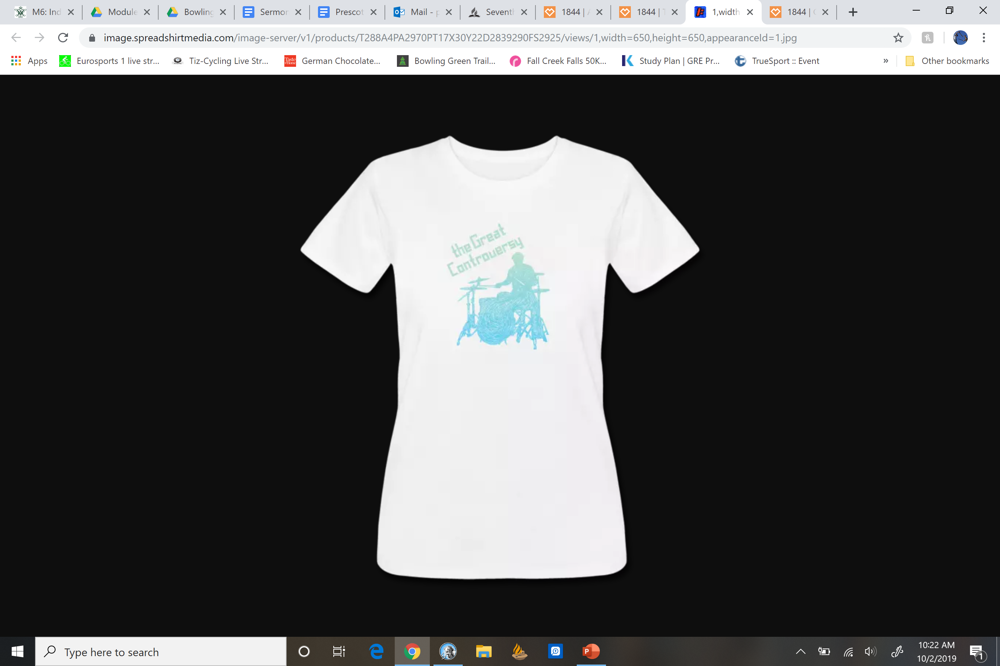 M6: Ind
Module
Bowling
Sermon
Prescot
Mail - p
Seventh
1844 | A
1844 | T
1,width
1844 | C
image.spreadshirtmedia.com/image-server/v1/products/T288A4PA2970PT17X30Y22D2839290FS2925/views/1,width=650,height=650,appearanceId=1.jpg
Apps
Eurosports 1 live str...
Tiz-Cycling Live Str...
German Chocolate...
Bowling Green Trail...
Fall Creek Falls 50K...
Study Plan | GRE Pr...
TrueSport :: Event
»
Other bookmarks
the Great
Controversy
Type here to search
10:22 AM
10/2/2019
1